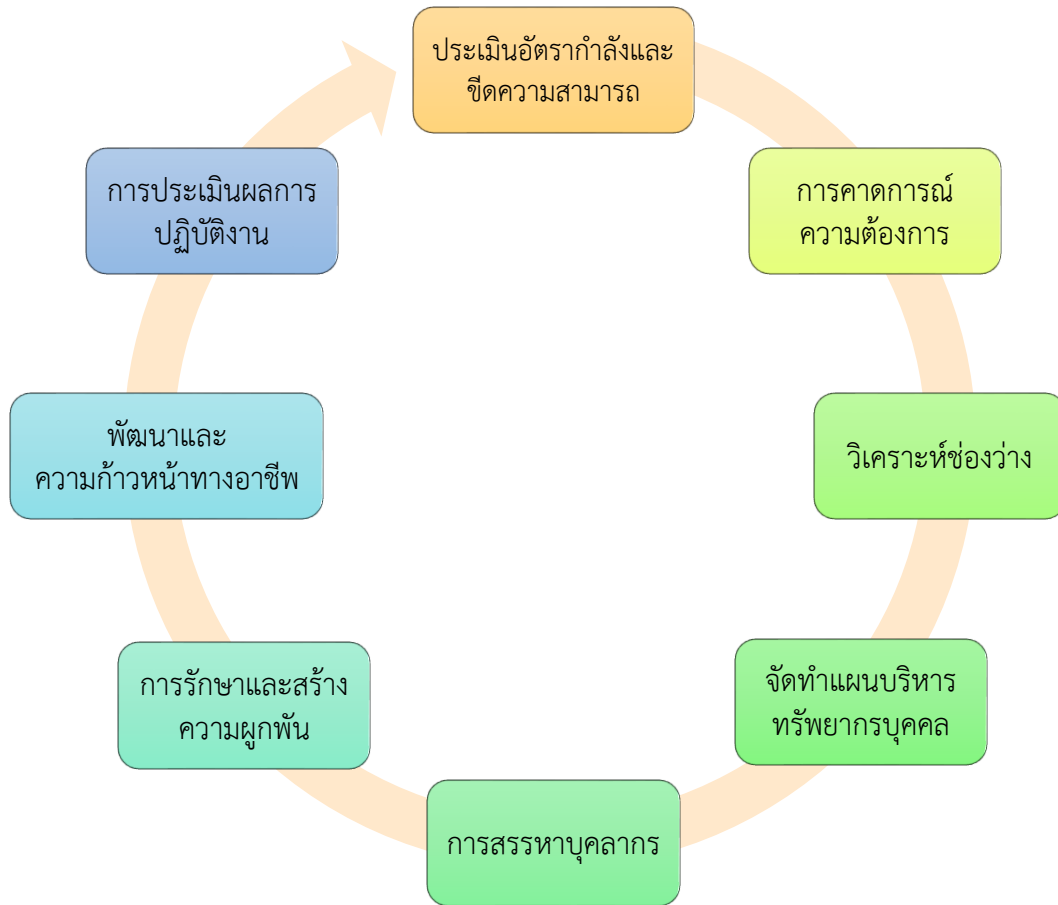 ประเมินอัตรากำลังและ
ขีดความสามารถ
การคาดการณ์
ความต้องการ
วิเคราะห์ช่องว่าง
จัดทำแผนบริหาร
ทรัพยากรบุคคล
การสรรหาบุคลากร
การรักษาและสร้าง
ความผูกพัน
พัฒนาและ
ความก้าวหน้าทางอาชีพ
การประเมินผลการ
ปฏิบัติงาน